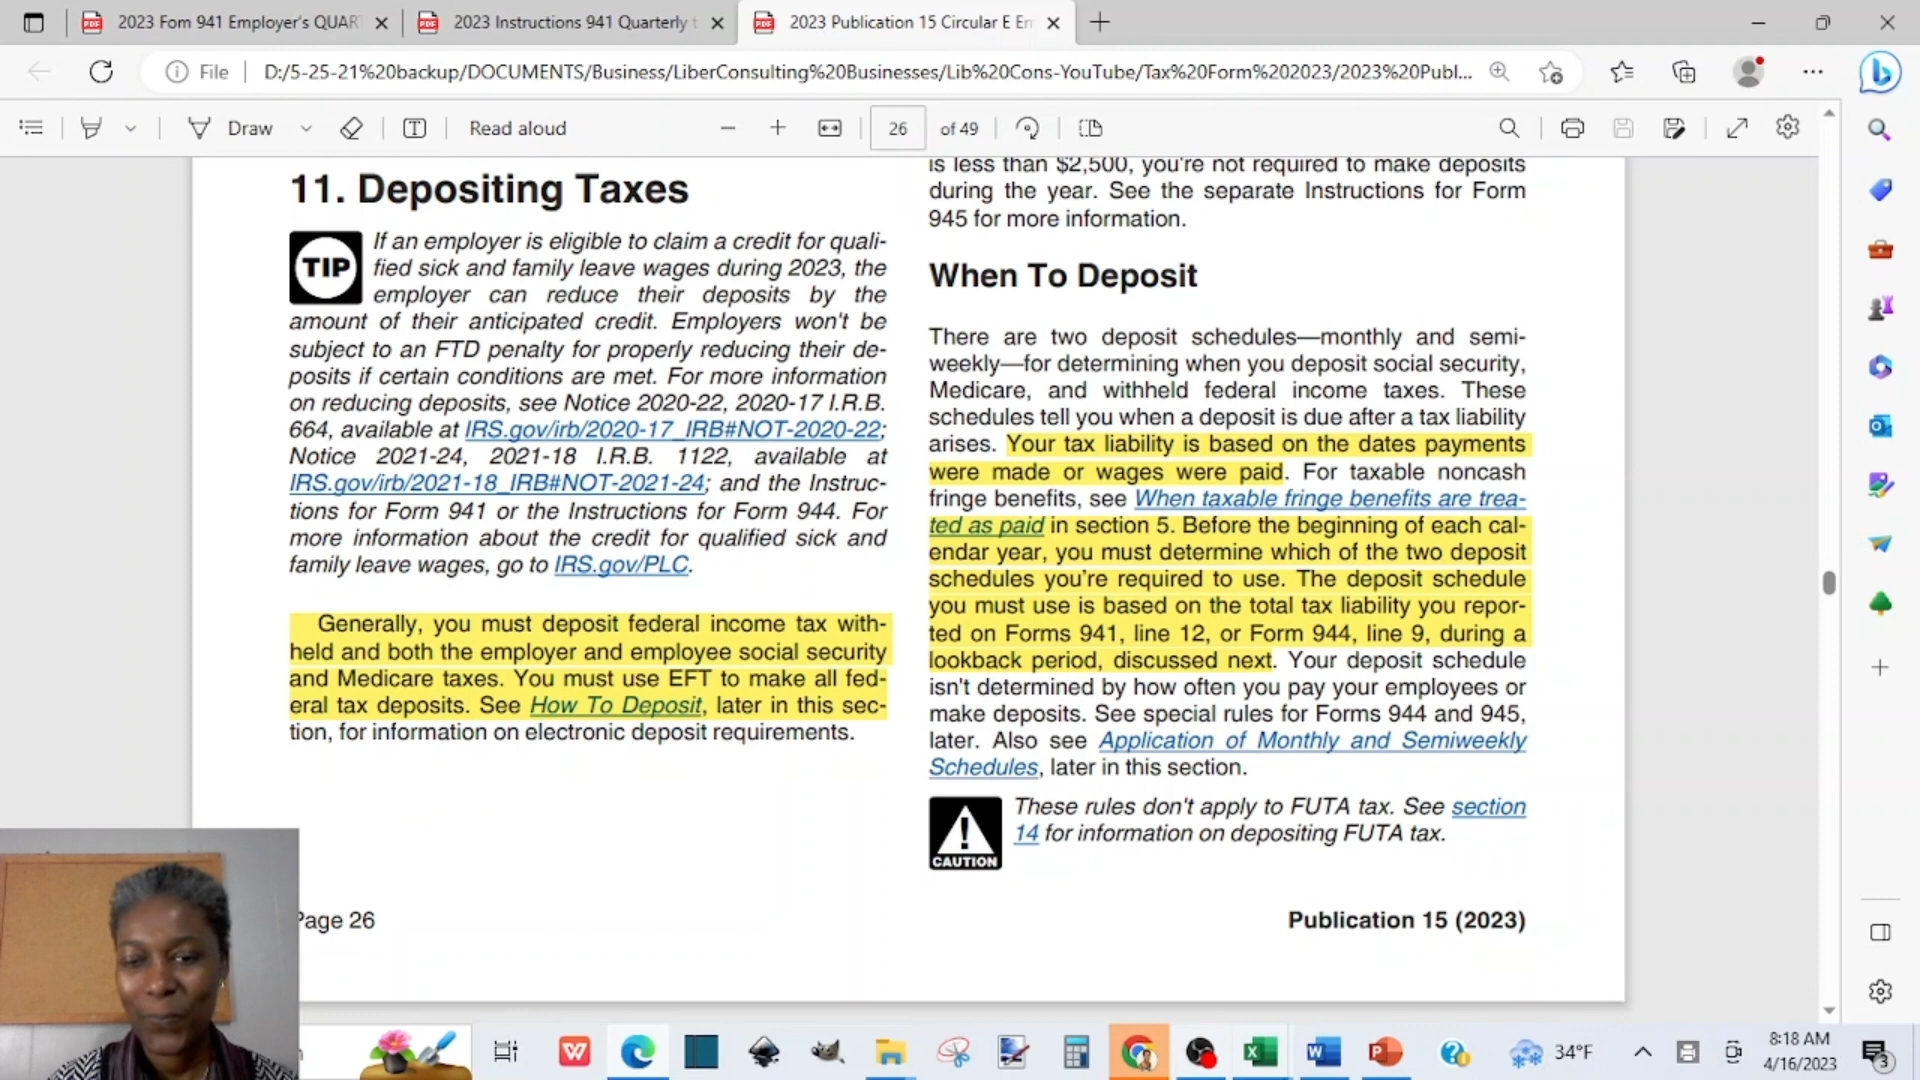 2023 Fom 941 Employer's QUAR
2023 Instructions 941 Quarterly t
2023 Publication 15 Circular E Em
File
D:/5-25-21%20backup/DOCUMENTS/Business/LiberConsulting%20Businesses/Lib%20Cons-YouTube/Tax%20Form%202023/2023%20Publ...
Draw
Read aloud
26
of 49
11. Depositing Taxes
TIP
If an employer is eligible to claim a credit for quali-
fied sick and family leave wages during 2023, the
employer can reduce their deposits by the
amount of their anticipated credit. Employers won't be
subject to an FTD penalty for properly reducing their de-
posits if certain conditions are met. For more information
on reducing deposits, see Notice 2020-22, 2020-17 I.R.B.
664, available at IRS.gov/irb/2020-17_IRB#NOT-2020-22;
Notice 2021-24, 2021-18 I.R.B. 1122, available at
IRS.gov/irb/2021-18_IRB#NOT-2021-24; and the Instruc-
tions for Form 941 or the Instructions for Form 944. For
more information about the credit for qualified sick and
family leave wages, go to IRS.gov/PLC.
Generally, you must deposit federal income tax with-
held and both the employer and employee social security
and Medicare taxes. You must use EFT to make all fed-
eral tax deposits. See How To Deposit, later in this sec-
tion, for information on electronic deposit requirements.
is less than $2,500, you're not required to make deposits
during the year. See the separate Instructions for Form
945 for more information.
When To Deposit
There are two deposit schedules—monthly and semi-
weekly—for determining when you deposit social security,
Medicare, and withheld federal income taxes. These
schedules tell you when a deposit is due after a tax liability
arises. Your tax liability is based on the dates payments
were made or wages were paid. For taxable noncash
fringe benefits, see When taxable fringe benefits are trea-
ted as paid in section 5. Before the beginning of each cal-
endar year, you must determine which of the two deposit
schedules you're required to use. The deposit schedule
you must use is based on the total tax liability you repor-
ted on Forms 941, line 12, or Form 944, line 9, during a
lookback period, discussed next. Your deposit schedule
isn't determined by how often you pay your employees or
make deposits. See special rules for Forms 944 and 945,
later. Also see Application of Monthly and Semiweekly
Schedules, later in this section.
CAUTION
These rules don't apply to FUTA tax. See section
14 for information on depositing FUTA tax.
Page 26
Publication 15 (2023)
34°F
8:18 AM
4/16/2023
3